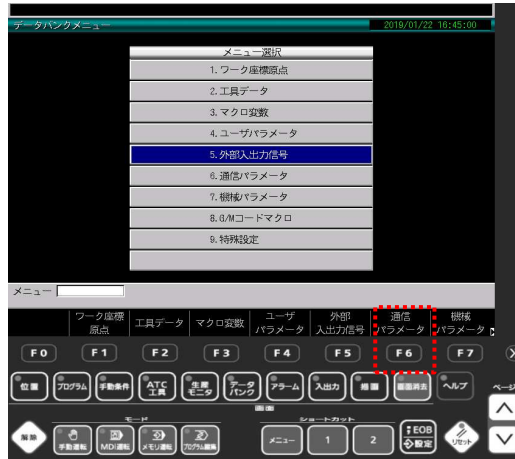 データバンクメニュー 2019/01/22 16:45:00
メニュー選択
1.ワーク座標原点
2.工具データ
3.マクロ変数
4.ユーザパラメータ
5.外部入出力信号
6.通信パラメータ
7.機械パラメータ
8.G/Mコードマクロ
9.特殊設定
メニュー
ワーク座標 ユーザ 外部 通信 機械
原点 工具データ マクロ変数 パラメータ 入出力信号 パラメータ パラメータ
F0 F1 F2 F3 F4 F5 F6 F7
位置 プログラム 手動条件 ATC工具 生産モニタ データバンク アラーム 入出力 描画 画面消去 ヘルプ ページ
画面
モード ショートカット
解除 手動運転 MDI運転 メモリ運転 プログラム編集 メニュー 1 2 EOB 設定 リセット